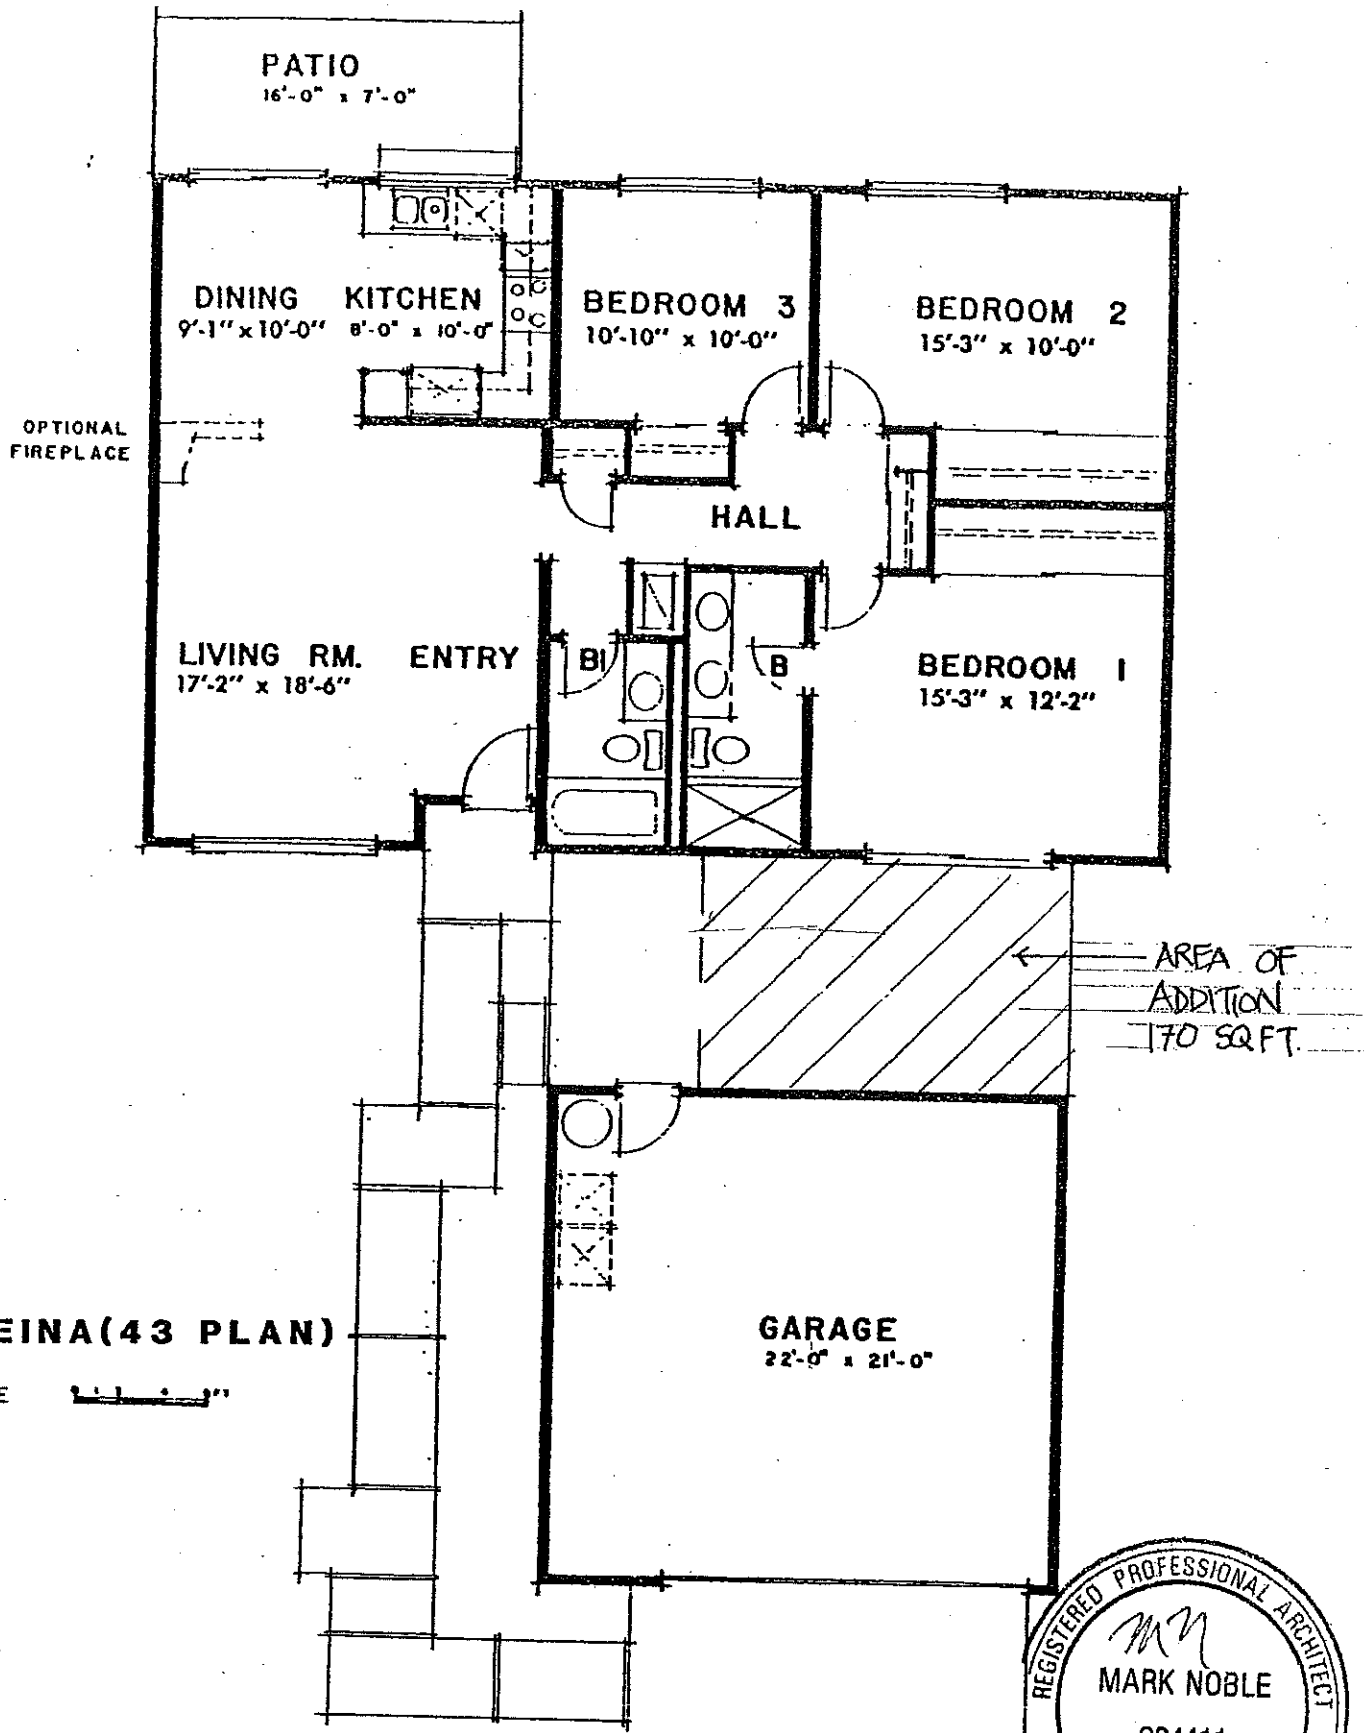 PATIO
16'-0" x 7'-0"
DINING KITCHEN
9'-1" x 10'-0" 8'-0" x 10'-0"
BEDROOM 3
10'-10" x 10'-0"
BEDROOM 2
15'-3" x 10'-0"
OPTIONAL
FIREPLACE
HALL
LIVING RM. ENTRY
17'-2" x 18'-6"
B
BEDROOM 1
15'-3" x 12'-2"
AREA OF
ADDITION
170 SQ FT.
EINA (43 PLAN)
GARAGE
22'-0" x 21'-0"
REGISTERED PROFESSIONAL ARCHITECT
MN
MARK NOBLE